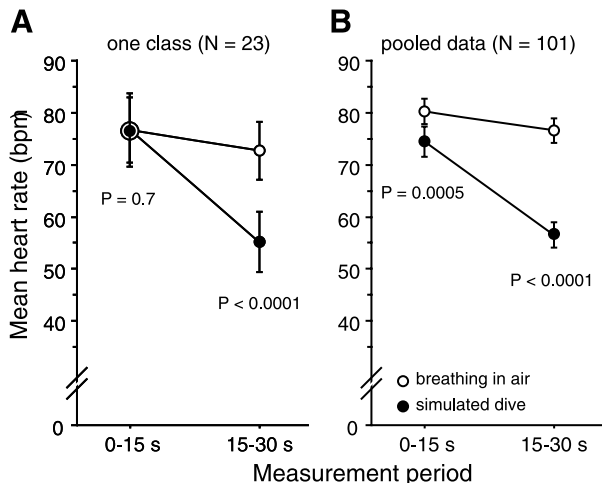 A
one class (N = 23)
90
80
70
60
50
40
0
Mean heart rate (bpm)
P = 0.7
P < 0.0001
0-15 s
15-30 s
B
pooled data (N = 101)
90
80
70
60
50
40
0
P = 0.0005
P < 0.0001
breathing in air
simulated dive
0-15 s
15-30 s
Measurement period